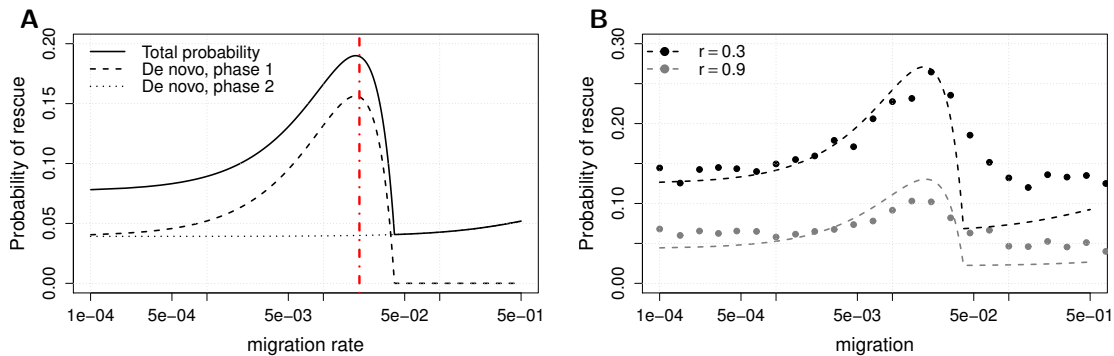 A
Probability of rescue
0.20
0.15
0.10
0.05
0.00
Total probability
De novo, phase 1
De novo, phase 2
1e−04
5e−04
5e−03
5e−02
5e−01
migration rate
B
Probability of rescue
0.30
0.20
0.10
0.00
r = 0.3
r = 0.9
1e−04
5e−04
5e−03
5e−02
5e−01
migration